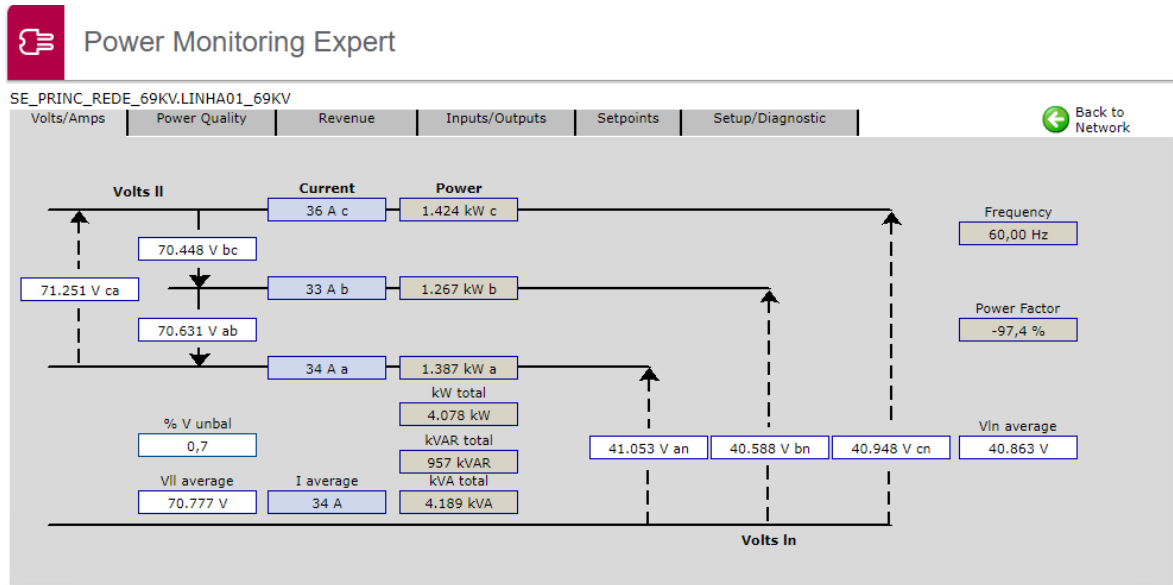 Power Monitoring Expert
SE_PRINC_REDE_69KV.LINHA01_69KV
Volts/Amps Power Quality Revenue Inputs/Outputs Setpoints Setup/Diagnostic
Back to
Network
Volts ll Current Power
36 A c 1.424 kW c
Frequency
60,00 Hz
70.448 V bc
71.251 V ca 33 A b 1.267 kW b
Power Factor
-97,4 %
70.631 V ab
34 A a 1.387 kW a
kW total
4.078 kW
% V unbal
0,7
kVAR total
957 kVAR
41.053 V an 40.588 V bn 40.948 V cn
Vln average
40.863 V
Vll average I average kVA total
70.777 V 34 A 4.189 kVA
Volts ln